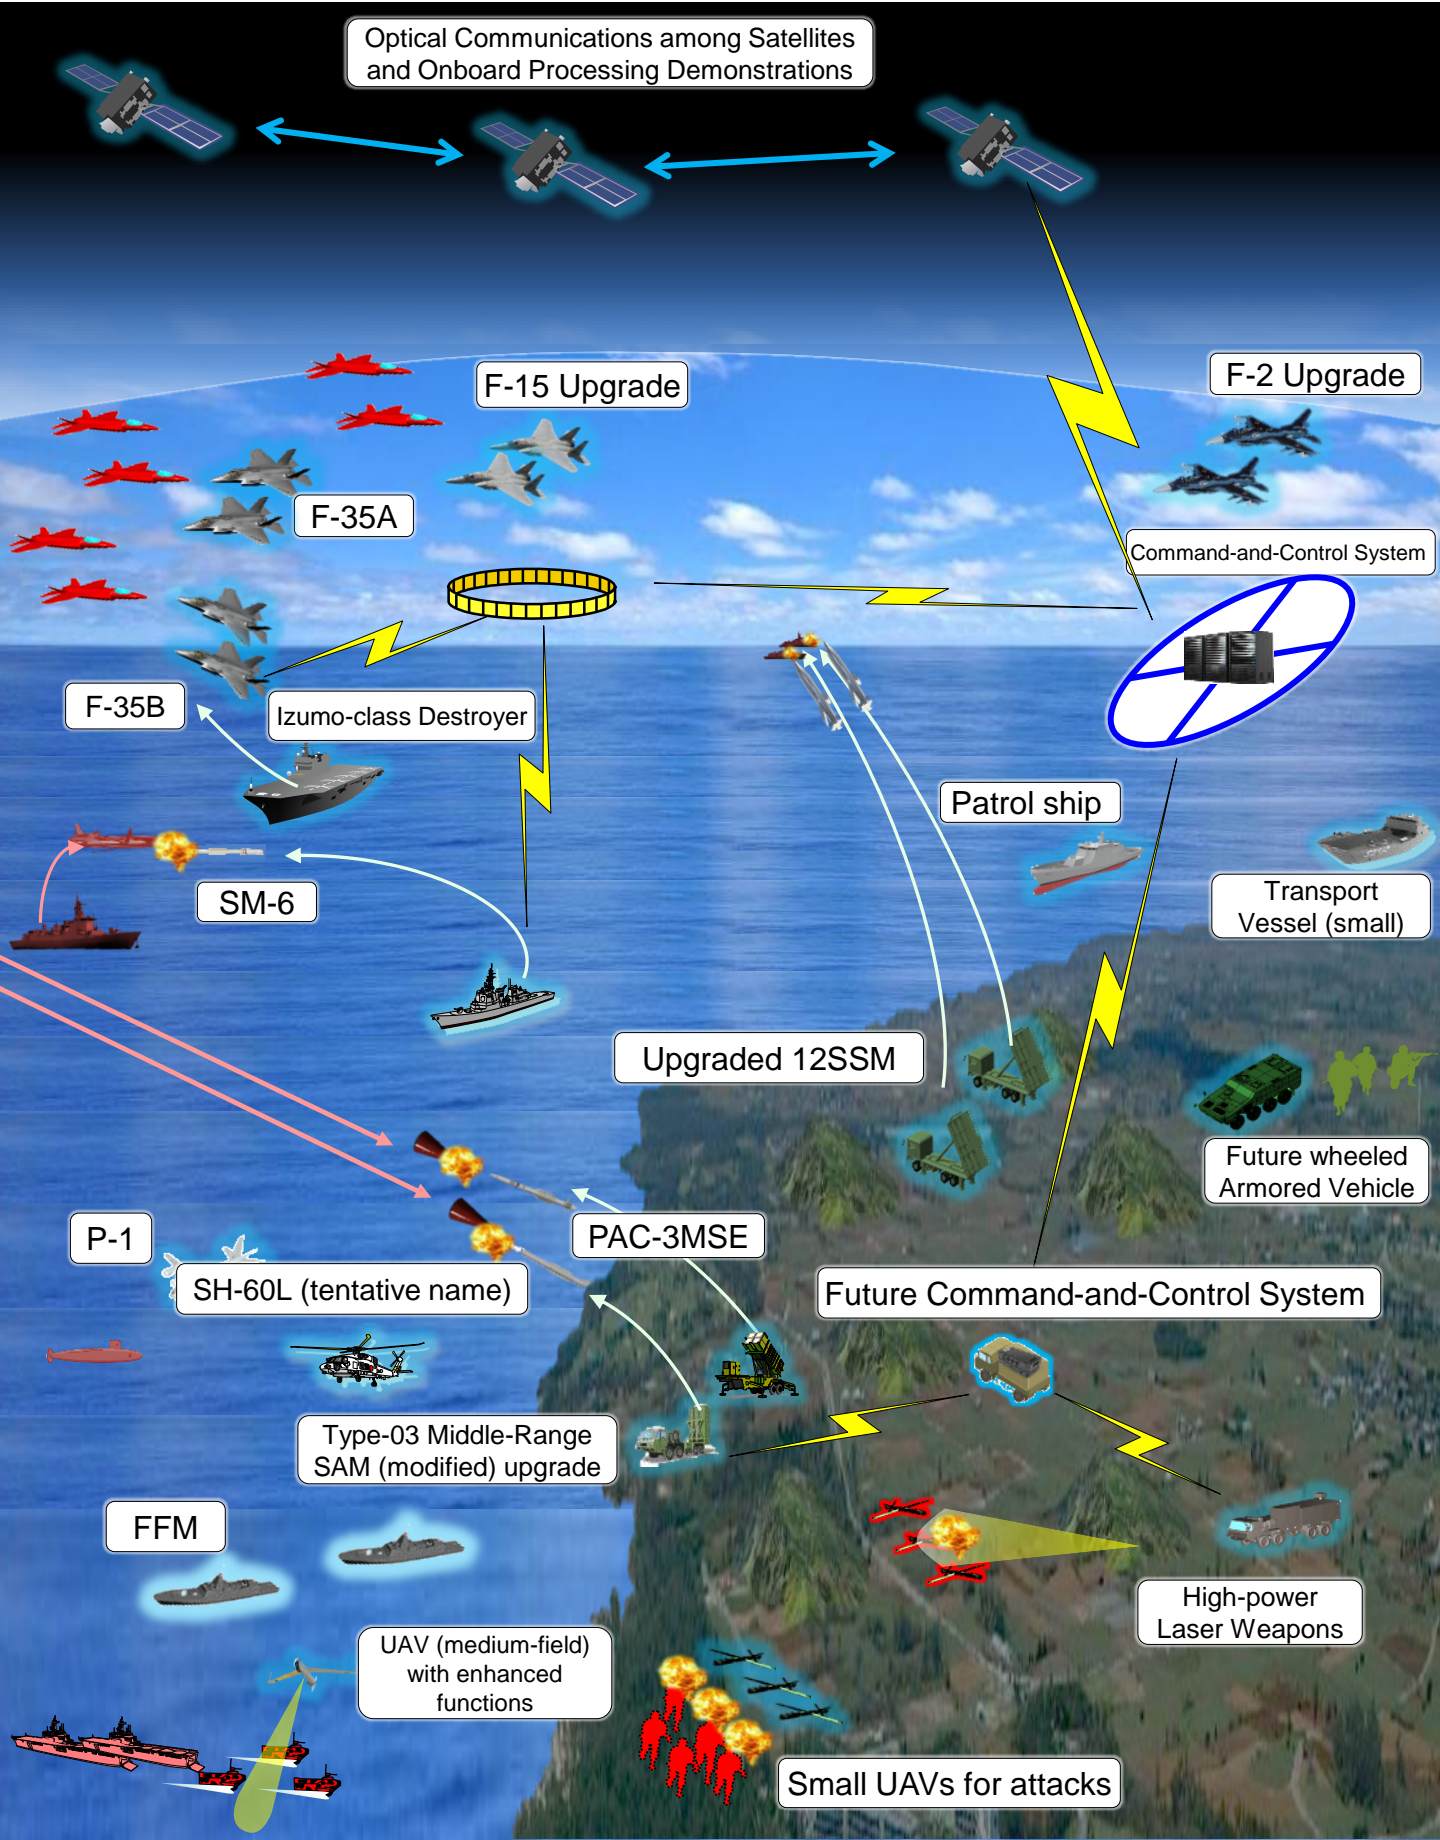 Optical Communications among Satellites
and Onboard Processing Demonstrations
F-15 Upgrade
F-2 Upgrade
F-35A
Command-and-Control System
F-35B
Izumo-class Destroyer
Patrol ship
SM-6
Transport
Vessel (small)
Upgraded 12SSM
Future wheeled
Armored Vehicle
P-1
PAC-3MSE
SH-60L (tentative name)
Future Command-and-Control System
Type-03 Middle-Range
SAM (modified) upgrade
FFM
High-power
Laser Weapons
UAV (medium-field)
with enhanced
functions
Small UAVs for attacks